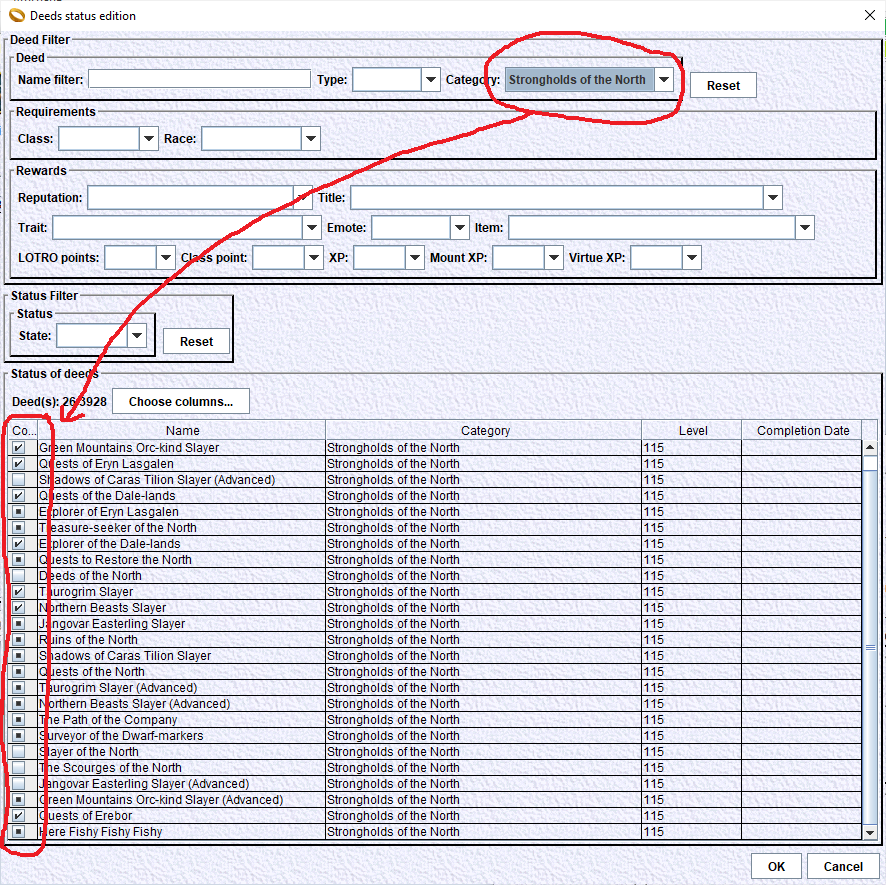 Deeds status edition
Deed Filter
Deed
Name filter: Type: Category: Strongholds of the North Reset
Requirements
Class: Race:
Rewards
Reputation: Title:
Trait: Emote: Item:
LOTRO points: Class point: XP: Mount XP: Virtue XP:
Status Filter
Status
State: Reset
Status of deeds
Deed(s): 26/3928 Choose columns...
Co... Name Category Level Completion Date
Green Mountains Orc-kind Slayer Strongholds of the North 115
Quests of Eryn Lasgalen Strongholds of the North 115
Shadows of Caras Tilion Slayer (Advanced) Strongholds of the North 115
Quests of the Dale-lands Strongholds of the North 115
Explorer of Eryn Lasgalen Strongholds of the North 115
Treasure-seeker of the North Strongholds of the North 115
Explorer of the Dale-lands Strongholds of the North 115
Quests to Restore the North Strongholds of the North 115
Deeds of the North Strongholds of the North 115
Taurogrim Slayer Strongholds of the North 115
Northern Beasts Slayer Strongholds of the North 115
Jangovar Easterling Slayer Strongholds of the North 115
Ruins of the North Strongholds of the North 115
Shadows of Caras Tilion Slayer Strongholds of the North 115
Quests of the North Strongholds of the North 115
Taurogrim Slayer (Advanced) Strongholds of the North 115
Northern Beasts Slayer (Advanced) Strongholds of the North 115
The Path of the Company Strongholds of the North 115
Surveyor of the Dwarf-markers Strongholds of the North 115
Slayer of the North Strongholds of the North 115
The Scourges of the North Strongholds of the North 115
Jangovar Easterling Slayer (Advanced) Strongholds of the North 115
Green Mountains Orc-kind Slayer (Advanced) Strongholds of the North 115
Quests of Erebor Strongholds of the North 115
Here Fishy Fishy Fishy Strongholds of the North 115
OK Cancel